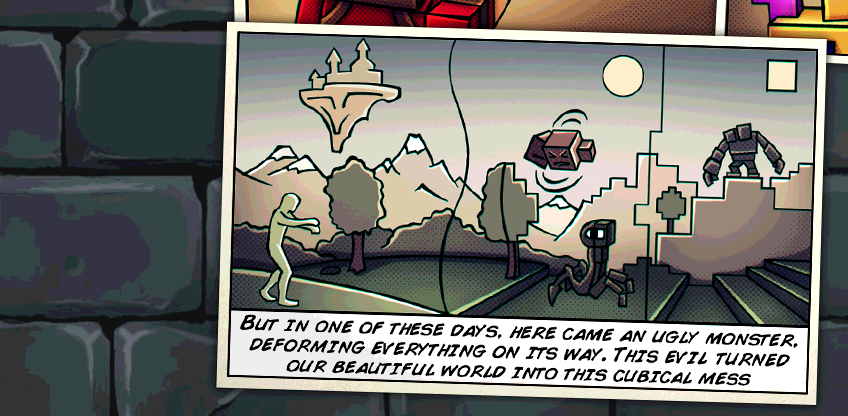 BUT IN ONE OF THESE DAYS, HERE CAME AN UGLY MONSTER,
DEFORMING EVERYTHING ON ITS WAY. THIS EVIL TURNED
OUR BEAUTIFUL WORLD INTO THIS CUBICAL MESS